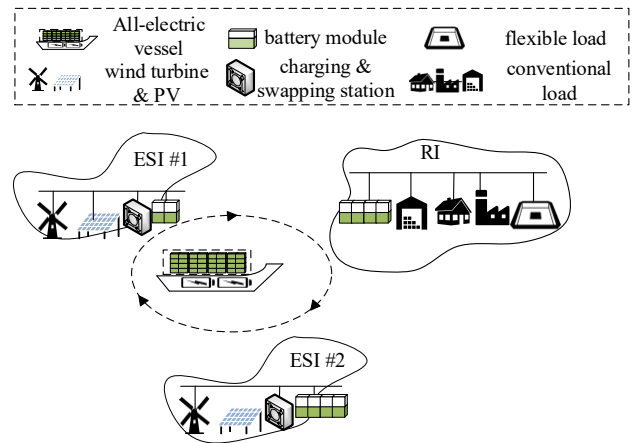 All-electric
vessel
battery module
flexible load
wind turbine
& PV
charging &
swapping station
conventional
load
ESI #1
RI
ESI #2